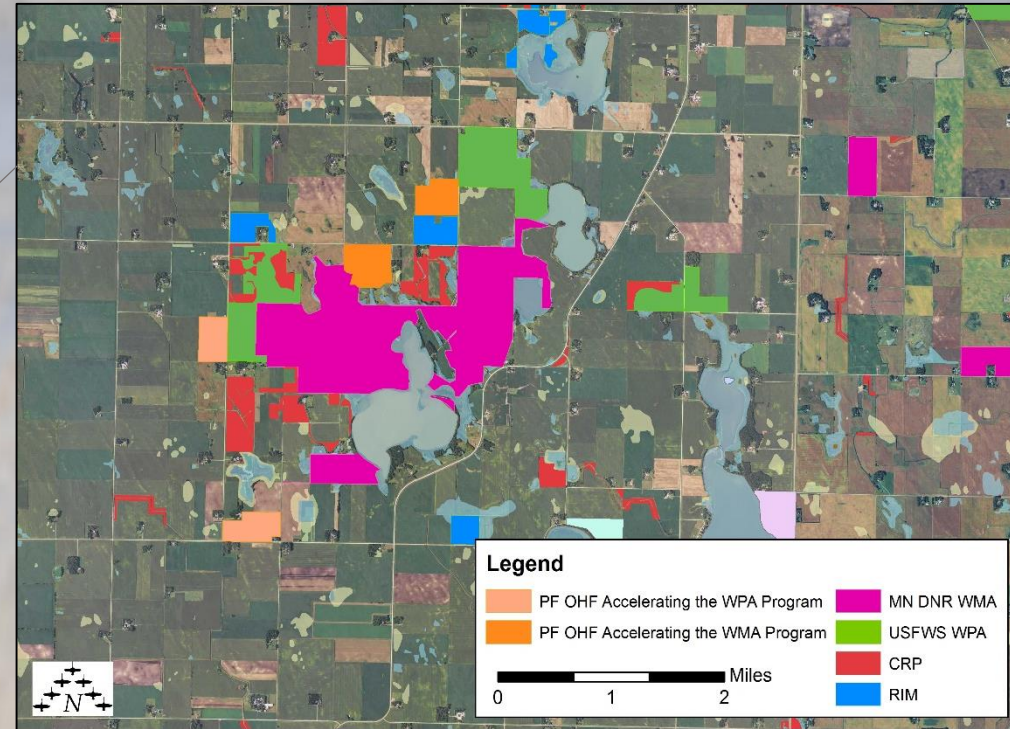 Legend
PF OHF Accelerating the WPA Program
PF OHF Accelerating the WMA Program
MN DNR WMA
USFWS WPA
CRP
RIM
Miles
0 1 2
N